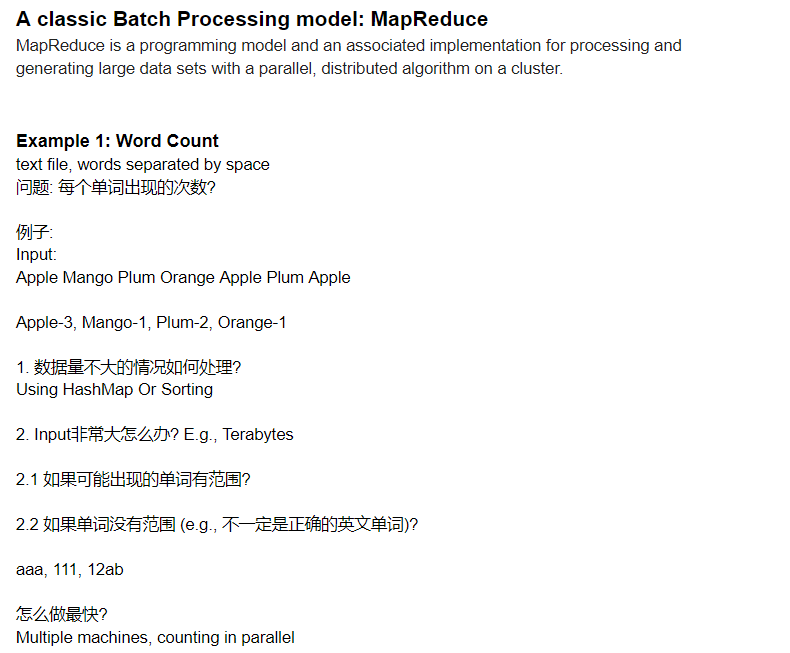 A classic Batch Processing model: MapReduce
MapReduce is a programming model and an associated implementation for processing and
generating large data sets with a parallel, distributed algorithm on a cluster.
Example 1: Word Count
text file, words separated by space
问题: 每个单词出现的次数?
例子:
Input:
Apple Mango Plum Orange Apple Plum Apple
Apple-3, Mango-1, Plum-2, Orange-1
1. 数据量不大的情况如何处理?
Using HashMap Or Sorting
2. Input非常大怎么办? E.g., Terabytes
2.1 如果可能出现的单词有范围?
2.2 如果单词没有范围 (e.g., 不一定是正确的英文单词)?
aaa, 111, 12ab
怎么做最快?
Multiple machines, counting in parallel